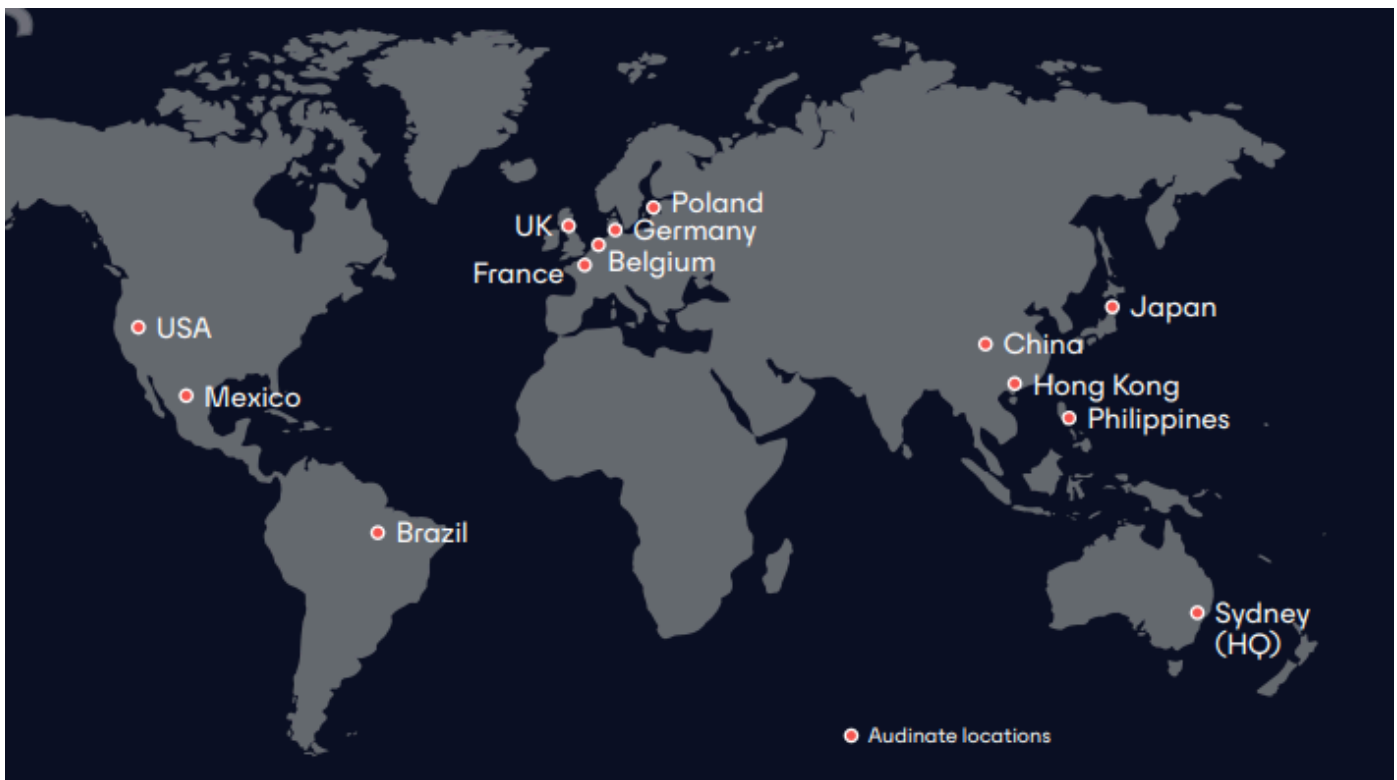 Poland
UK
Germany
Belgium
France
Japan
USA
China
Hong Kong
Mexico
Philippines
Brazil
Sydney
(HQ)
Audinate locations